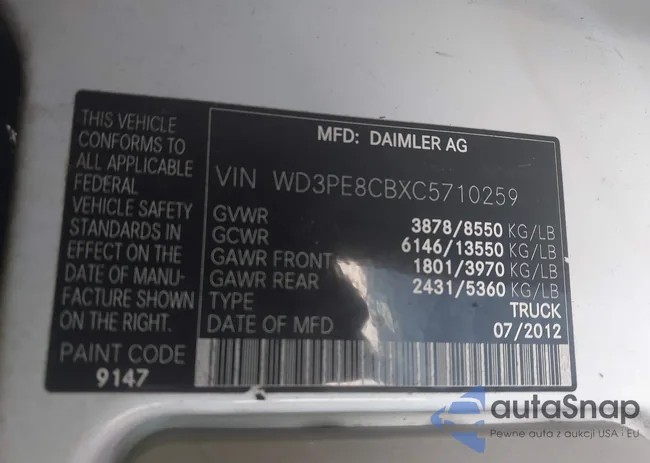 THIS VEHICLE
CONFORMS TO
ALL APPLICABLE
FEDERAL
VEHICLE SAFETY
STANDARDS IN
EFFECT ON THE
DATE OF MANU-
FACTURE SHOWN
ON THE RIGHT.
PAINT CODE
9147
MFD: DAIMLER AG
VIN WD3PE8CBXC5710259
GVWR 3878/8550 KG/LB
GCWR 6146/13550 KG/LB
GAWR FRONT 1801/3970 KG/LB
GAWR REAR 2431/5360 KG/LB
TYPE TRUCK
DATE OF MFD 07/2012
autaSnap
Pewne auta z aukcji USA i EU